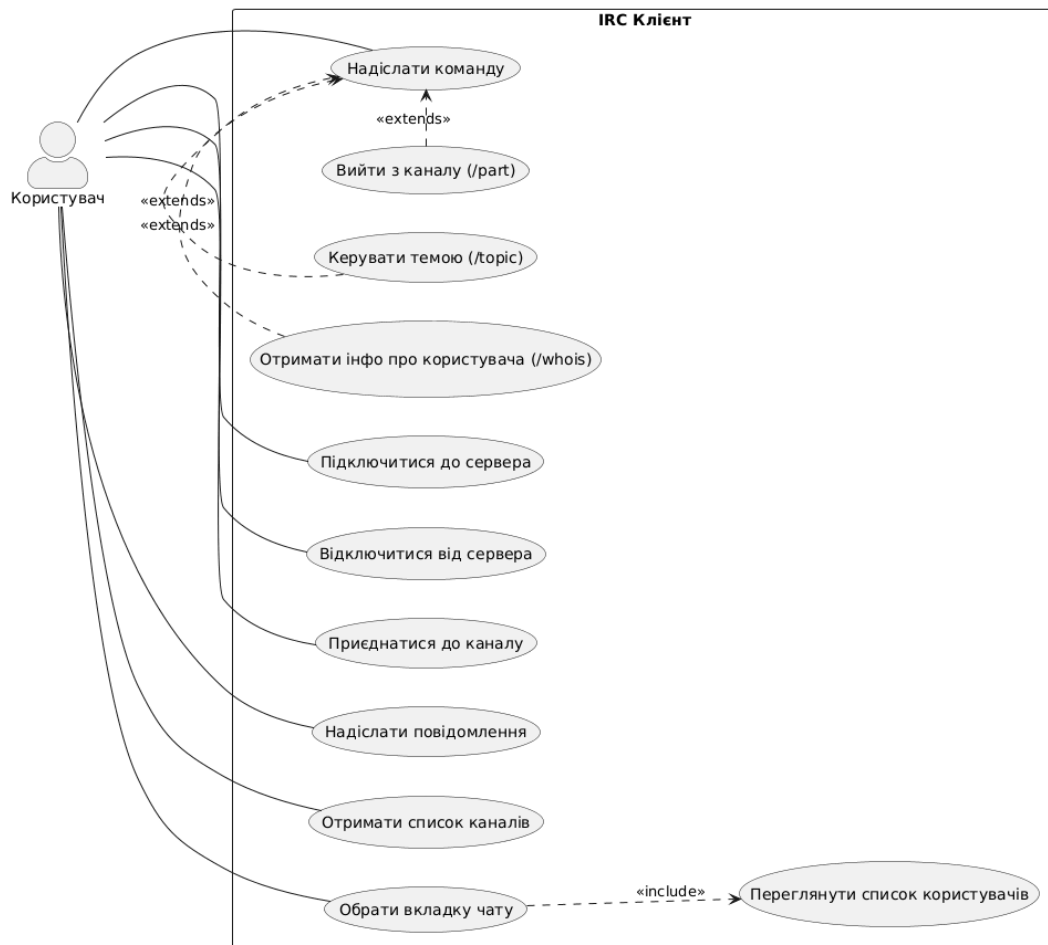 IRC Клієнт
Надіслати команду
«extends»
Вийти з каналу (/part)
Користувач
«extends»
«extends»
Керувати темою (/topic)
Отримати інфо про користувача (/whois)
Підключитися до сервера
Відключитися від сервера
Приєднатися до каналу
Надіслати повідомлення
Отримати список каналів
Обрати вкладку чату
«include»
Переглянути список користувачів